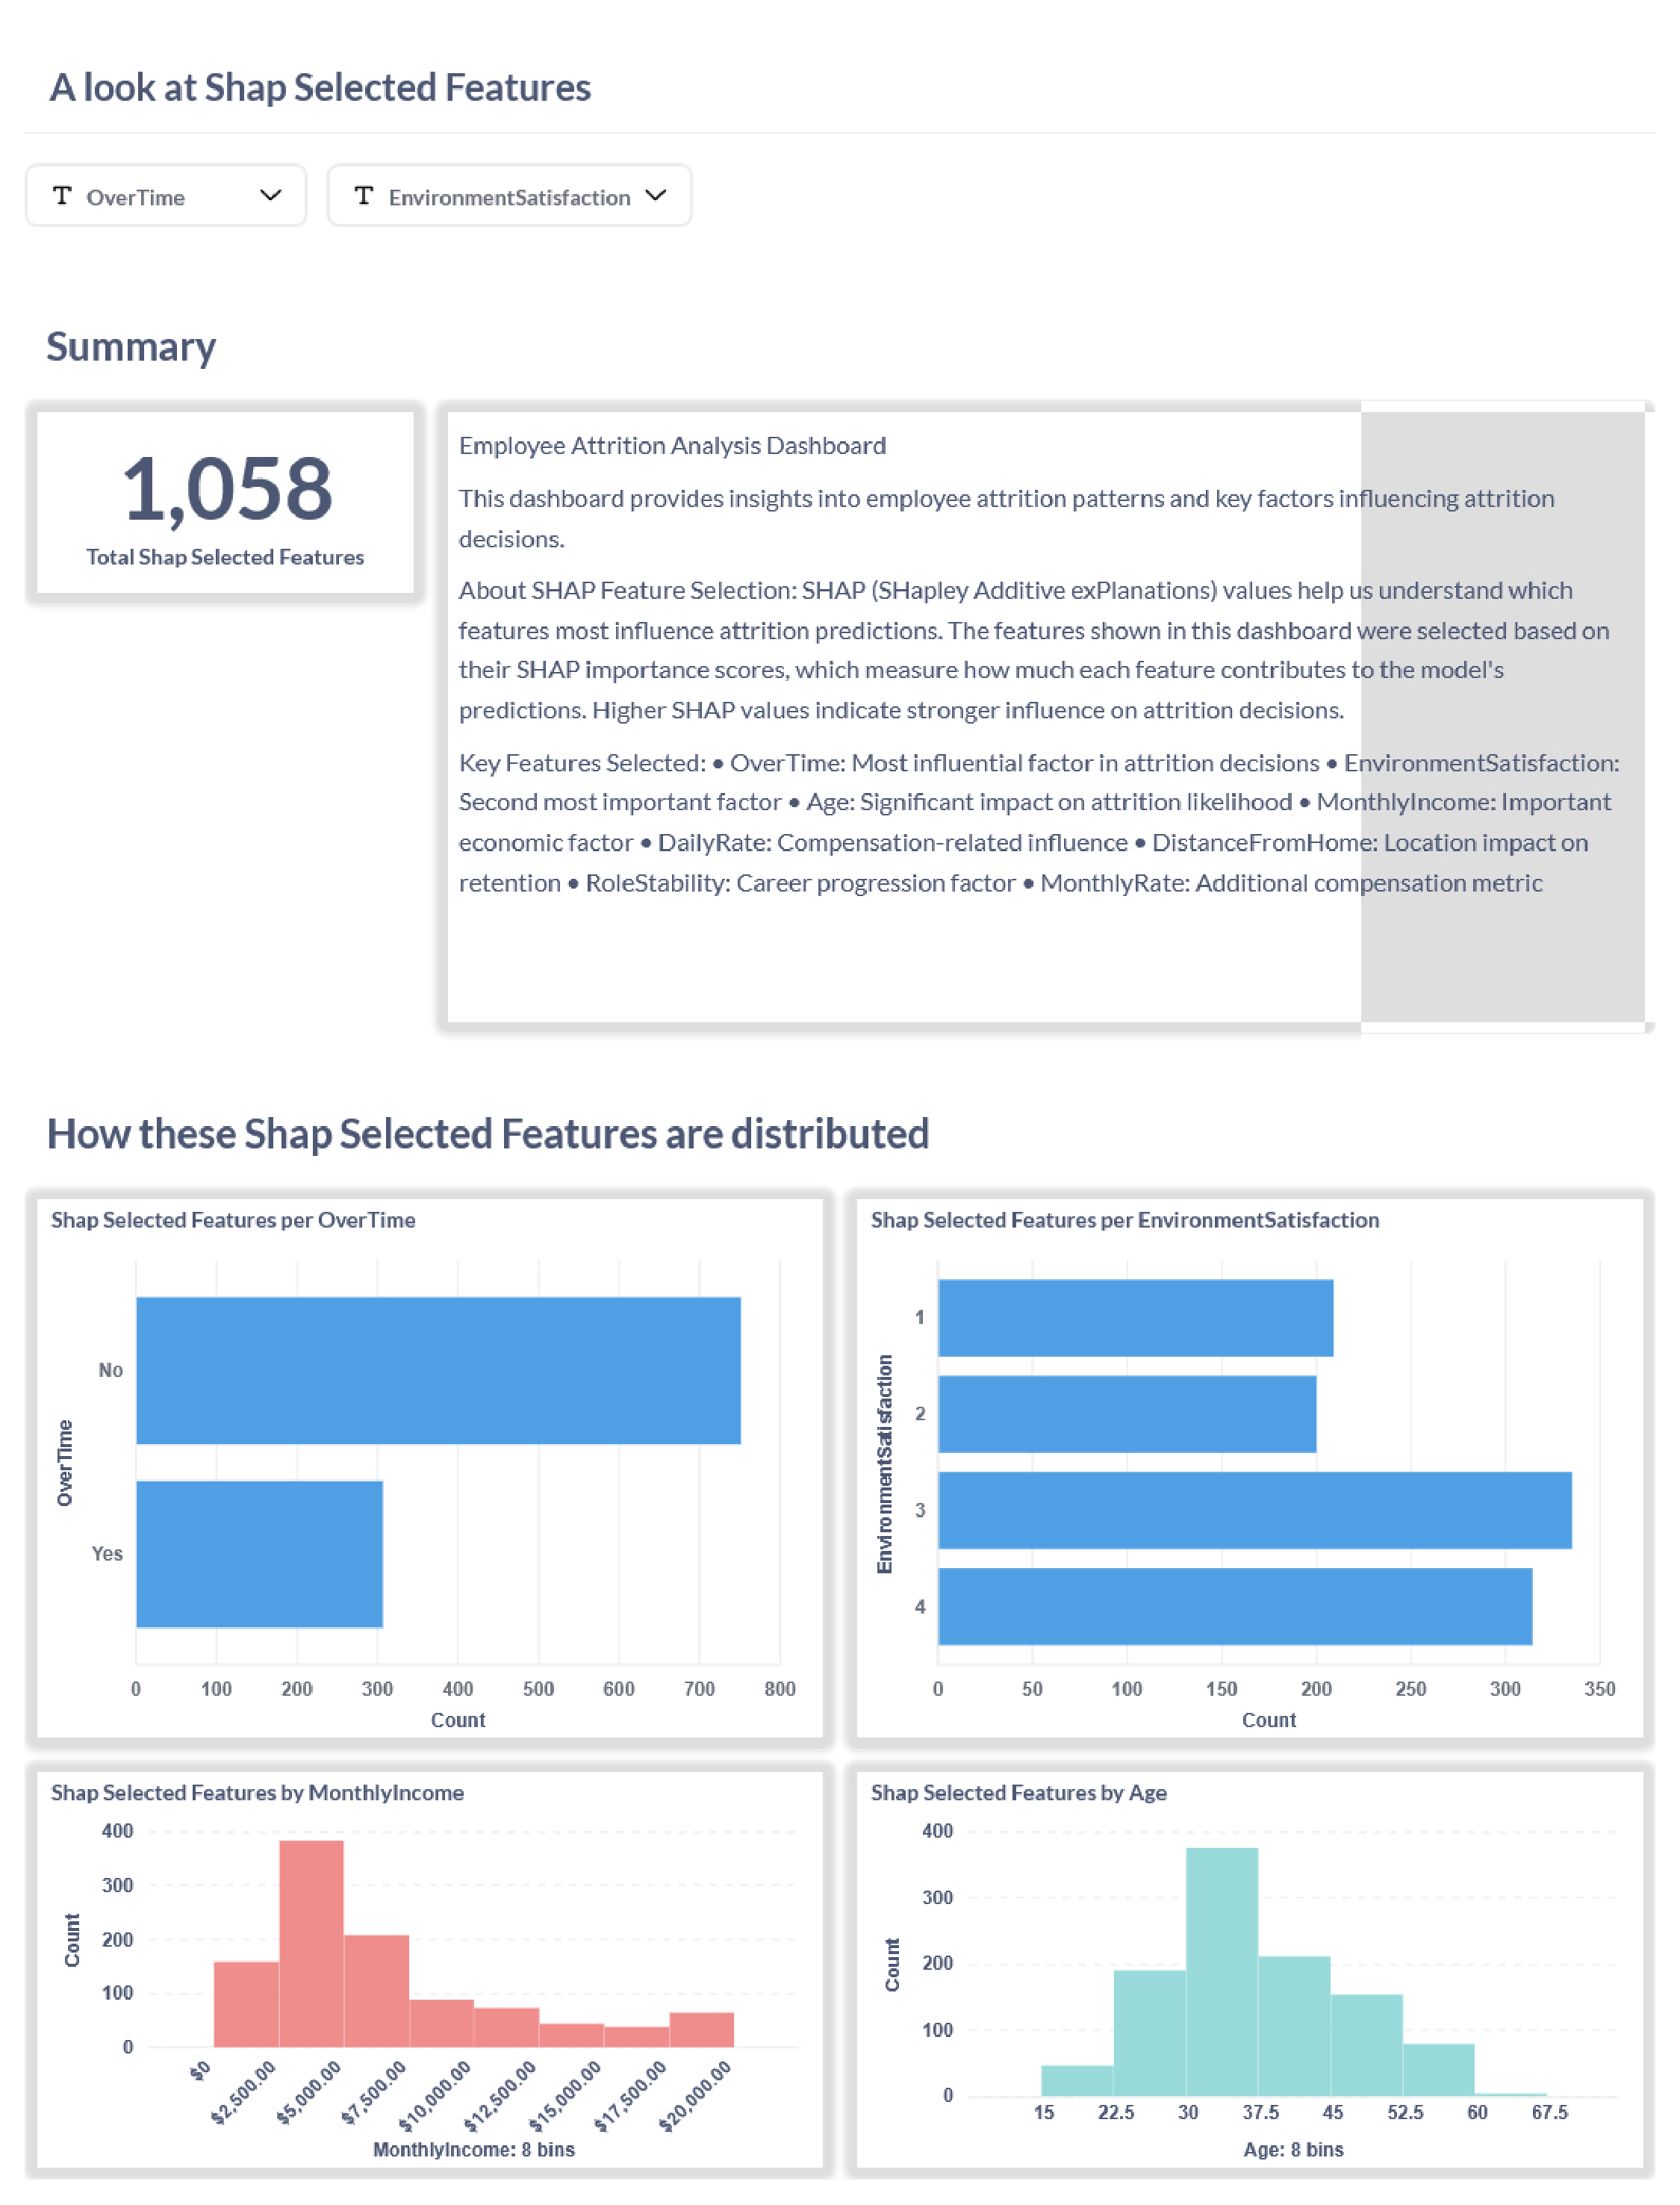 A look at Shap Selected Features
T OverTime
T EnvironmentSatisfaction
Summary
1,058
Total Shap Selected Features
Employee Attrition Analysis Dashboard
This dashboard provides insights into employee attrition patterns and key factors influencing attrition
decisions.
About SHAP Feature Selection: SHAP (SHapley Additive exPlanations) values help us understand which
features most influence attrition predictions. The features shown in this dashboard were selected based on
their SHAP importance scores, which measure how much each feature contributes to the model's
predictions. Higher SHAP values indicate stronger influence on attrition decisions.
Key Features Selected: • OverTime: Most influential factor in attrition decisions • EnvironmentSatisfaction:
Second most important factor • Age: Significant impact on attrition likelihood • MonthlyIncome: Important
economic factor • DailyRate: Compensation-related influence • DistanceFromHome: Location impact on
retention • RoleStability: Career progression factor • MonthlyRate: Additional compensation metric
How these Shap Selected Features are distributed
Shap Selected Features per OverTime
OverTime
No
Yes
0 100 200 300 400 500 600 700 800
Count
Shap Selected Features per EnvironmentSatisfaction
EnvironmentSatisfaction
1
2
3
4
0 50 100 150 200 250 300 350
Count
Shap Selected Features by MonthlyIncome
Count
400
300
200
100
0
$0 $2,500.00 $5,000.00 $7,500.00 $10,000.00 $12,500.00 $15,000.00 $17,500.00 $20,000.00
MonthlyIncome: 8 bins
Shap Selected Features by Age
Count
400
300
200
100
0
15 22.5 30 37.5 45 52.5 60 67.5
Age: 8 bins